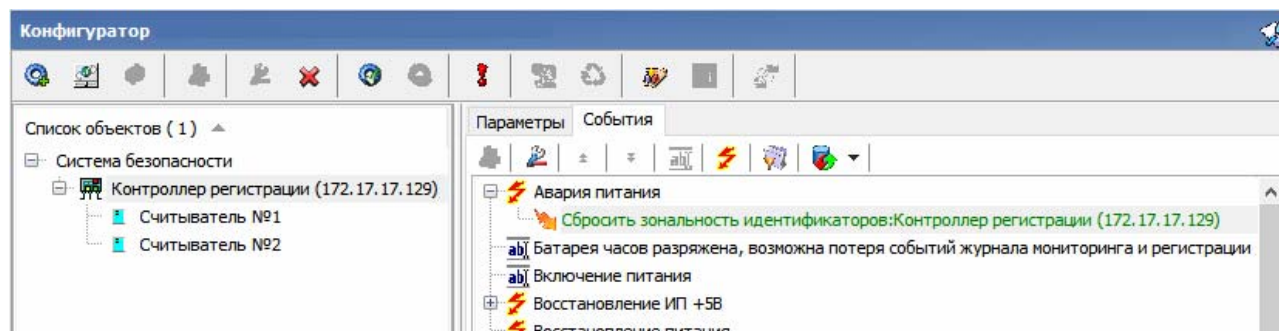 Конфигуратор
Список объектов ( 1 )
Система безопасности
Контроллер регистрации (172.17.17.129)
Считыватель №1
Считыватель №2
Параметры События
Авария питания
Сбросить зональность идентификаторов:Контроллер регистрации (172.17.17.129)
Батарея часов разряжена, возможна потеря событий журнала мониторинга и регистрации
Включение питания
Восстановление ИП +5В
Восстановление питания